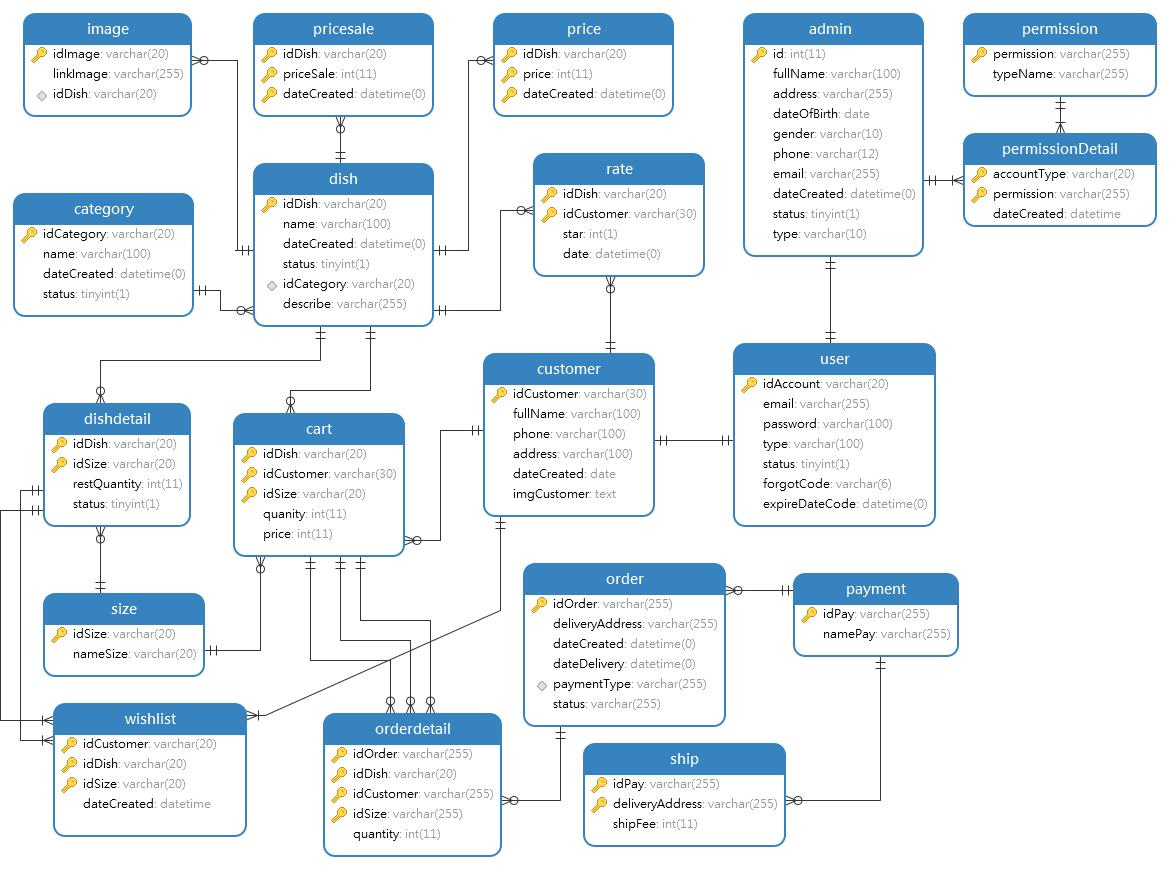 image
idImage: varchar(20)
linkImage: varchar(255)
idDish: varchar(20)
pricesale
idDish: varchar(20)
priceSale: int(11)
dateCreated: datetime(0)
price
idDish: varchar(20)
price: int(11)
dateCreated: datetime(0)
admin
id: int(11)
fullName: varchar(100)
address: varchar(255)
dateOfBirth: date
gender: varchar(10)
phone: varchar(12)
email: varchar(255)
dateCreated: datetime(0)
status: tinyint(1)
type: varchar(10)
permission
permission: varchar(255)
typeName: varchar(255)
permissionDetail
accountType: varchar(20)
permission: varchar(255)
dateCreated: datetime
category
idCategory: varchar(20)
name: varchar(100)
dateCreated: datetime(0)
status: tinyint(1)
dish
idDish: varchar(20)
name: varchar(100)
dateCreated: datetime(0)
status: tinyint(1)
idCategory: varchar(20)
describe: varchar(255)
rate
idDish: varchar(20)
idCustomer: varchar(30)
star: int(1)
date: datetime(0)
dishdetail
idDish: varchar(20)
idSize: varchar(20)
restQuantity: int(11)
status: tinyint(1)
cart
idDish: varchar(20)
idCustomer: varchar(30)
idSize: varchar(20)
quanity: int(11)
price: int(11)
customer
idCustomer: varchar(30)
fullName: varchar(100)
phone: varchar(100)
address: varchar(100)
dateCreated: date
imgCustomer: text
user
idAccount: varchar(20)
email: varchar(255)
password: varchar(100)
type: varchar(100)
status: tinyint(1)
forgotCode: varchar(6)
expireDateCode: datetime(0)
size
idSize: varchar(20)
nameSize: varchar(20)
order
idOrder: varchar(255)
deliveryAddress: varchar(255)
dateCreated: datetime(0)
dateDelivery: datetime(0)
paymentType: varchar(255)
status: varchar(255)
payment
idPay: varchar(255)
namePay: varchar(255)
wishlist
idCustomer: varchar(20)
idDish: varchar(20)
idSize: varchar(20)
dateCreated: datetime
orderdetail
idOrder: varchar(255)
idDish: varchar(20)
idCustomer: varchar(255)
idSize: varchar(255)
quantity: int(11)
ship
idPay: varchar(255)
deliveryAddress: varchar(255)
shipFee: int(11)